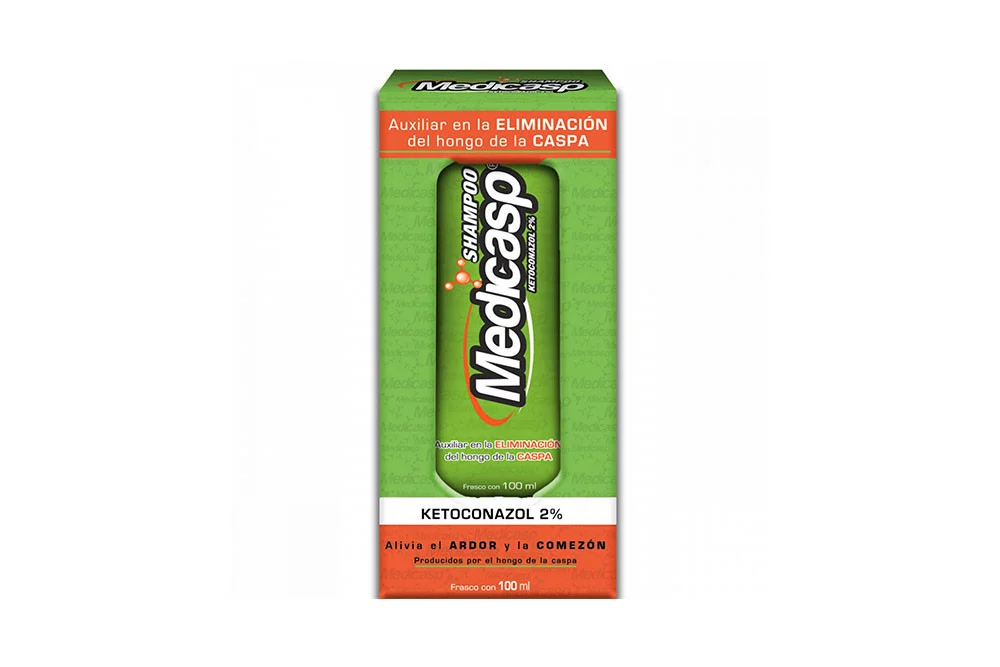 SHAMPOO
Medicasp
Auxiliar en la ELIMINACIÓN
del hongo de la CASPA
SHAMPOO
Medicasp®
KETOCONAZOL 2%
Auxiliar en la ELIMINACIÓN
del hongo de la CASPA
Frasco con 100 ml
KETOCONAZOL 2%
Alivia el ARDOR y la COMEZÓN
Producidos por el hongo de la caspa
Frasco con 100 ml